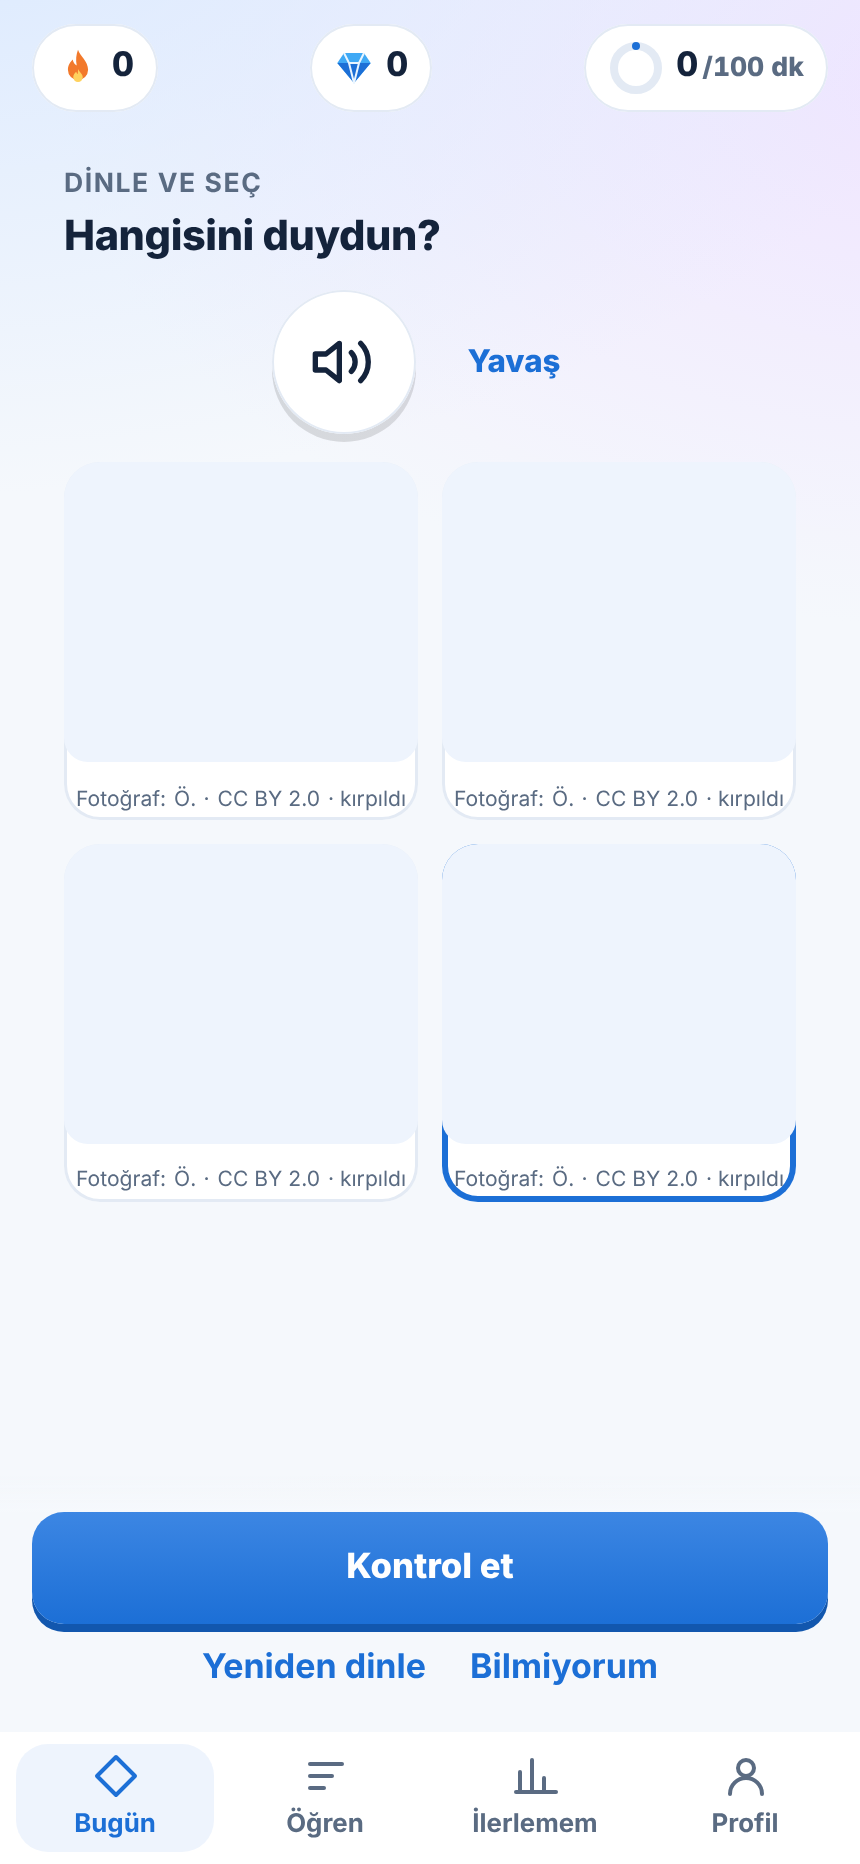 0
0
0/100 dk
DİNLE VE SEÇ
Hangisini duydun?
Yavaş
Fotoğraf: Ö. · CC BY 2.0 · kırpıldı
Fotoğraf: Ö. · CC BY 2.0 · kırpıldı
Fotoğraf: Ö. · CC BY 2.0 · kırpıldı
Fotoğraf: Ö. · CC BY 2.0 · kırpıldı
Kontrol et
Yeniden dinle
Bilmiyorum
Bugün
Öğren
İlerlemem
Profil